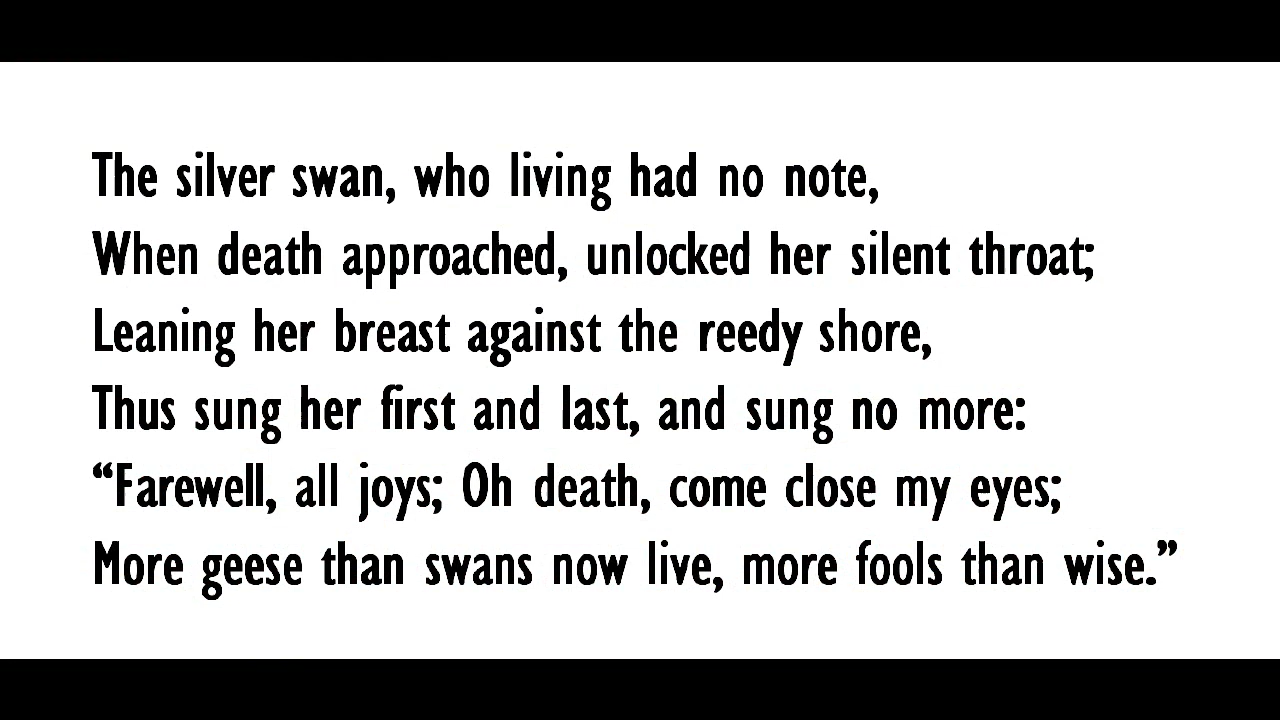 The silver swan, who living had no note,
When death approached, unlocked her silent throat;
Leaning her breast against the reedy shore,
Thus sung her first and last, and sung no more:
“Farewell, all joys; Oh death, come close my eyes;
More geese than swans now live, more fools than wise.”